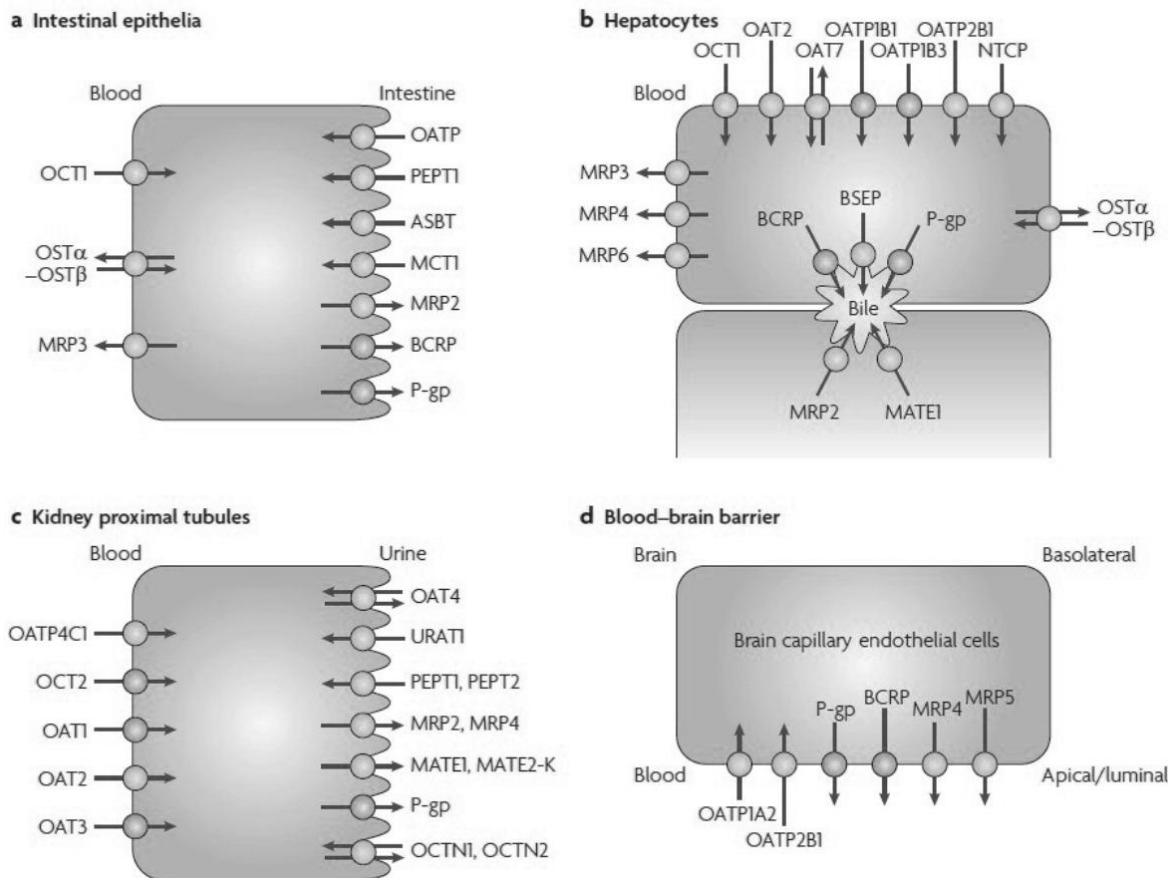 a Intestinal epithelia
Blood
Intestine
OCT1
OSTα
–OSTβ
MRP3
OATP
PEPT1
ASBT
MCT1
MRP2
BCRP
P-gp
b Hepatocytes
OCT1
OAT2
OAT7
OATP1B1
OATP1B3
OATP2B1
NTCP
Blood
MRP3
MRP4
MRP6
BCRP
BSEP
P-gp
OSTα
–OSTβ
Bile
MRP2
MATE1
c Kidney proximal tubules
Blood
Urine
OATP4C1
OCT2
OAT1
OAT2
OAT3
OAT4
URAT1
PEPT1, PEPT2
MRP2, MRP4
MATE1, MATE2-K
P-gp
OCTN1, OCTN2
d Blood–brain barrier
Brain
Basolateral
Brain capillary endothelial cells
P-gp
BCRP
MRP4
MRP5
Blood
Apical/luminal
OATP1A2
OATP2B1